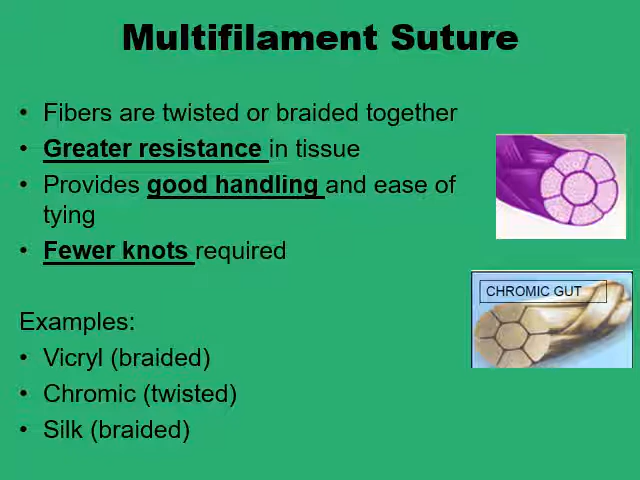 Multifilament Suture
• Fibers are twisted or braided together
• Greater resistance in tissue
• Provides good handling and ease of
tying
• Fewer knots required
CHROMIC GUT
Examples:
• Vicryl (braided)
• Chromic (twisted)
• Silk (braided)